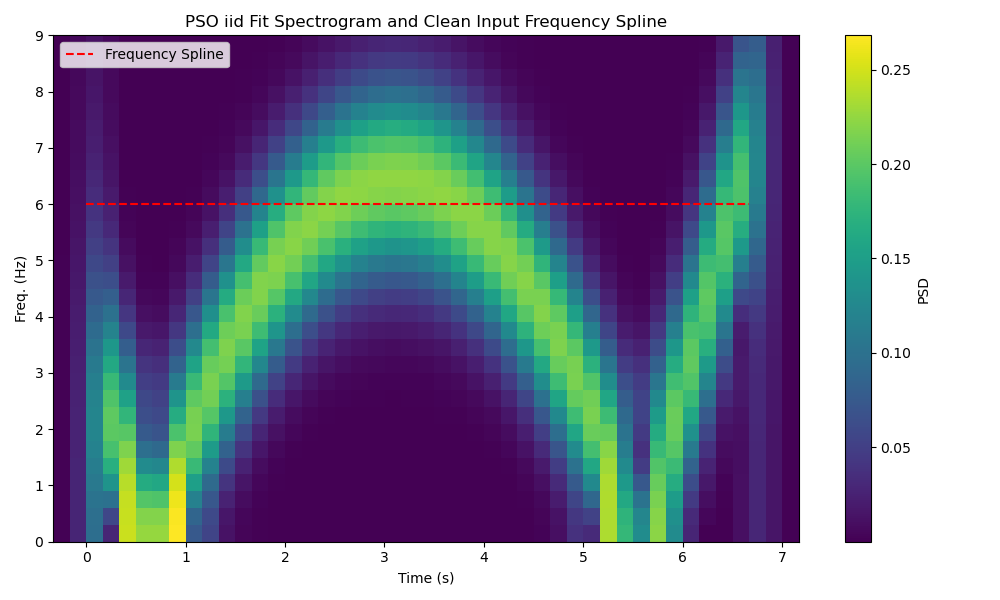 PSO iid Fit Spectrogram and Clean Input Frequency Spline
Frequency Spline
Freq. (Hz)
9
8
7
6
5
4
3
2
1
0
0 1 2 3 4 5 6 7
Time (s)
0.25
0.20
0.15
0.10
0.05
PSD